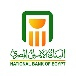 البنك الأهلي المصري
NATIONAL BANK OF EGYPT